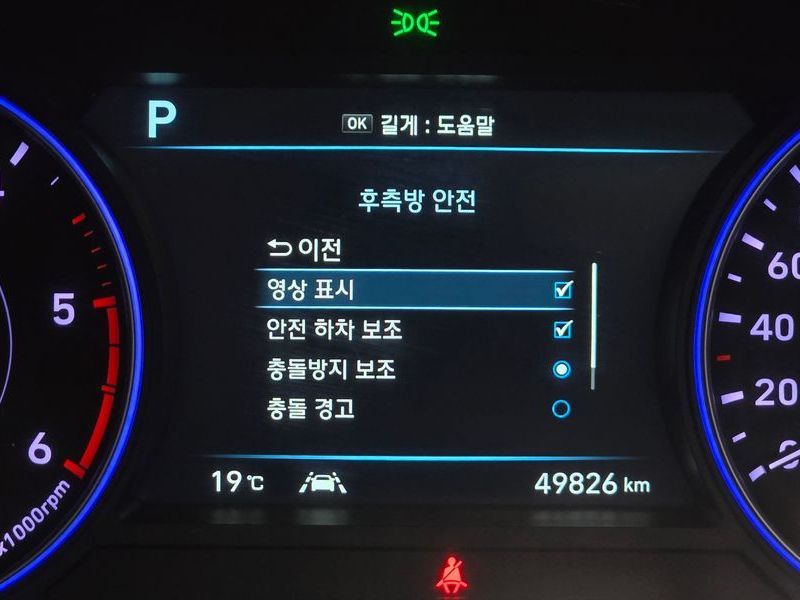 P
OK 길게 : 도움말
후측방 안전
이전
영상 표시
안전 하차 보조
충돌방지 보조
충돌 경고
19℃
49826 km
5
6
x1000rpm
60
40
20
0